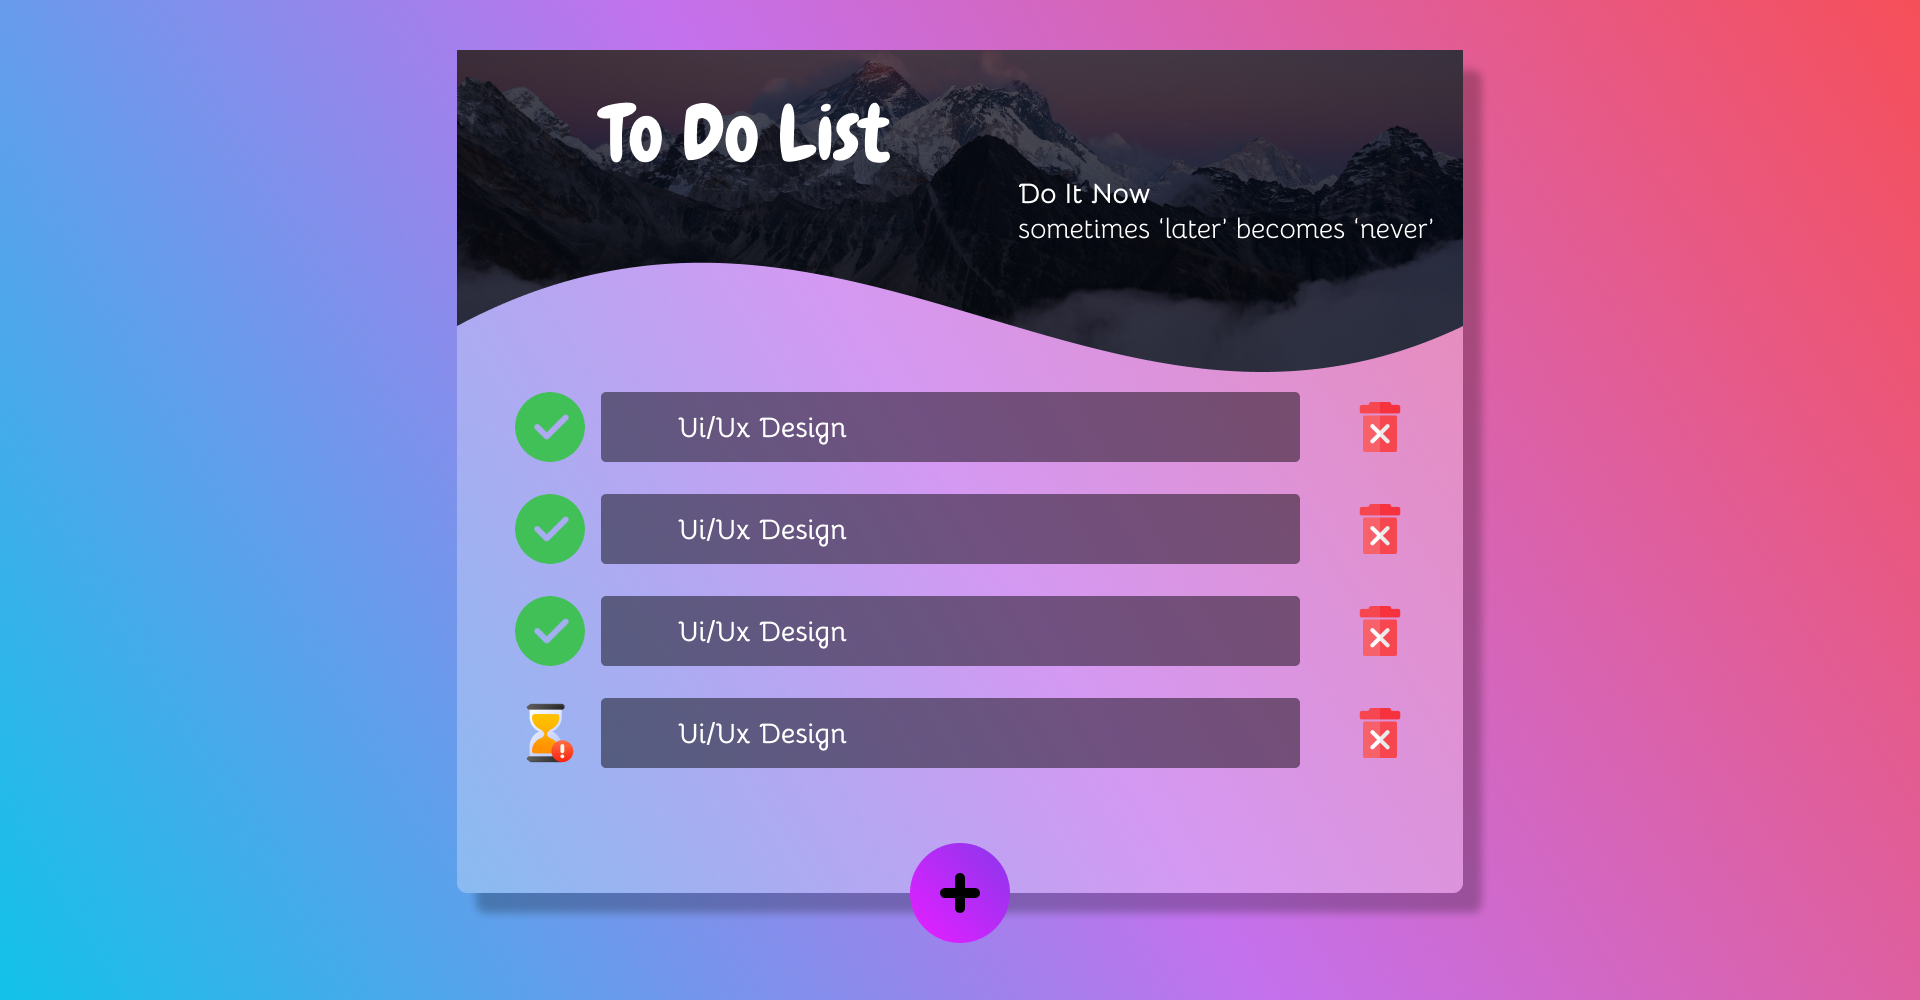 To Do List
Do It Now
sometimes ‘later’ becomes ‘never’
Ui/Ux Design
Ui/Ux Design
Ui/Ux Design
Ui/Ux Design